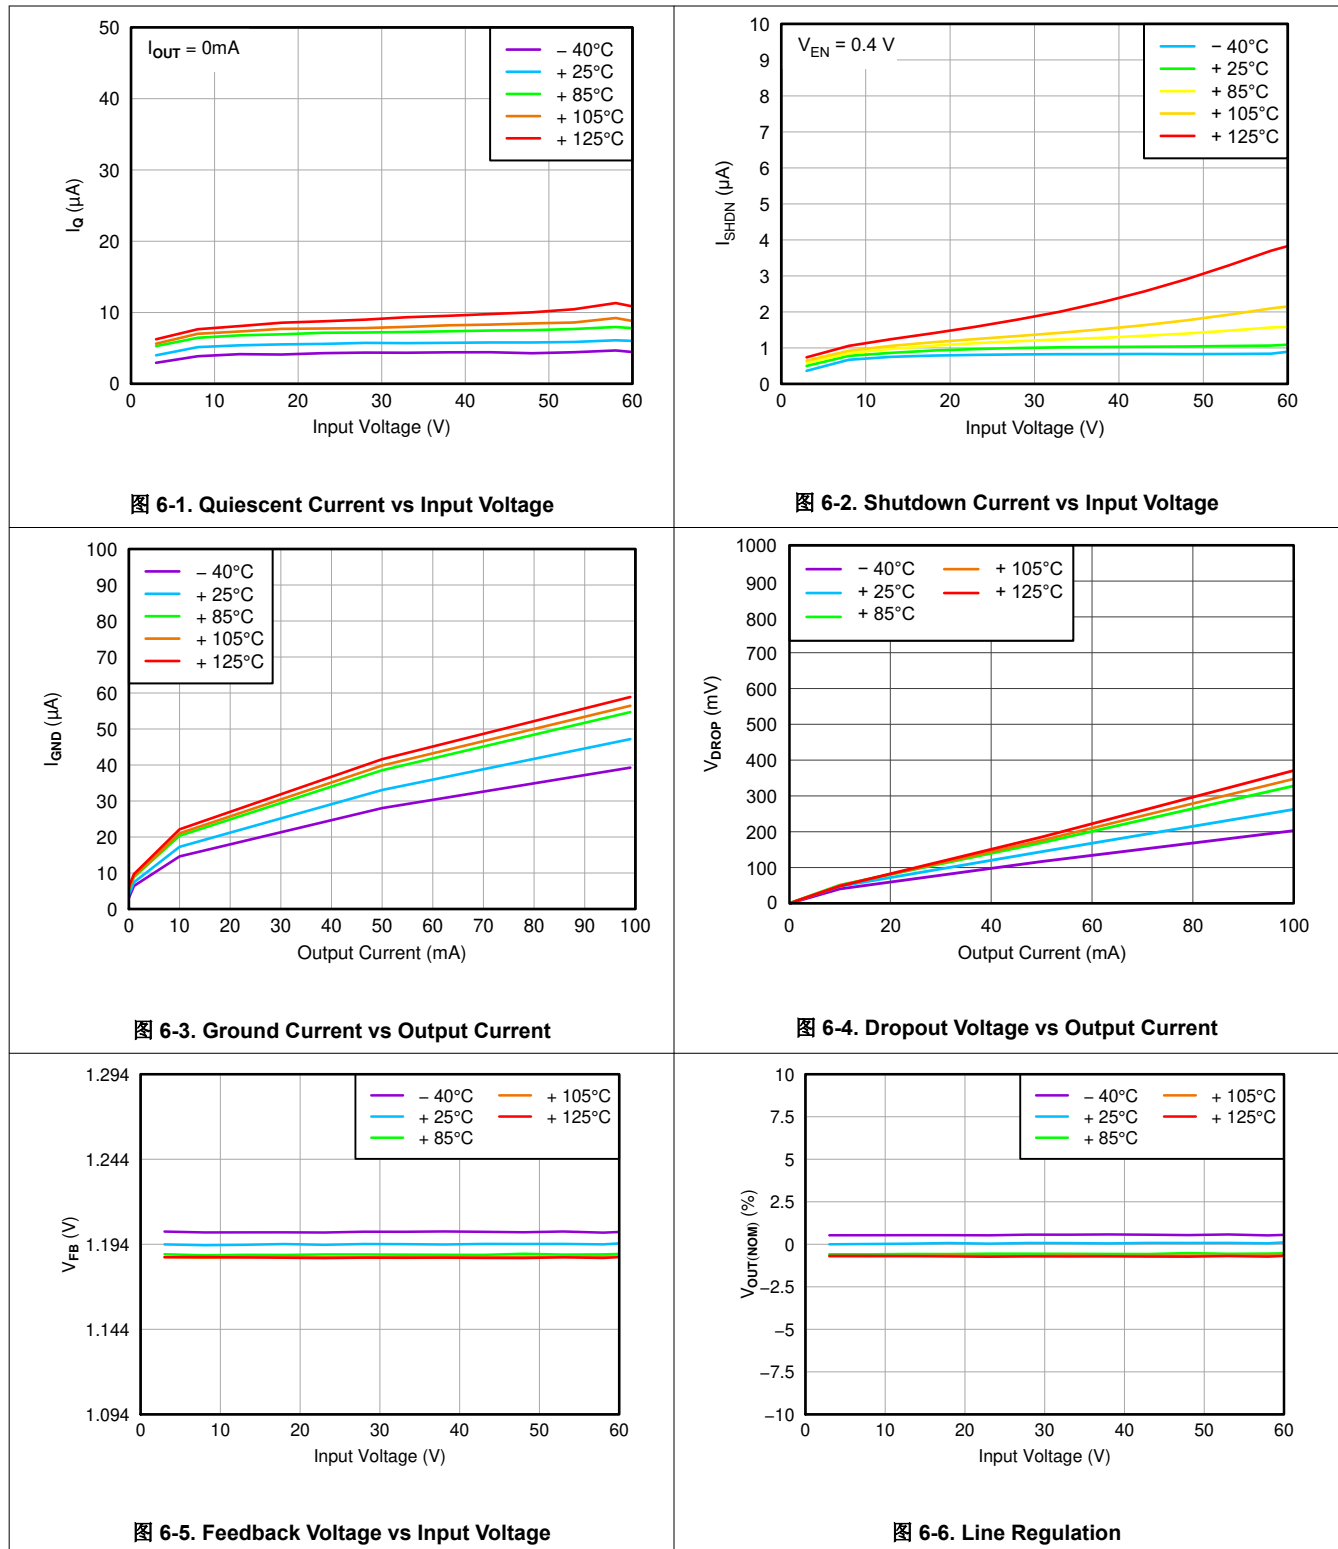 50
40
30
20
10
0
I_Q (μA)
I_OUT = 0mA
− 40°C
+ 25°C
+ 85°C
+ 105°C
+ 125°C
0 10 20 30 40 50 60
Input Voltage (V)
图 6-1. Quiescent Current vs Input Voltage
10
9
8
7
6
5
4
3
2
1
0
I_SHDN (μA)
V_EN = 0.4 V
− 40°C
+ 25°C
+ 85°C
+ 105°C
+ 125°C
0 10 20 30 40 50 60
Input Voltage (V)
图 6-2. Shutdown Current vs Input Voltage
100
90
80
70
60
50
40
30
20
10
0
I_GND (μA)
− 40°C
+ 25°C
+ 85°C
+ 105°C
+ 125°C
0 10 20 30 40 50 60 70 80 90 100
Output Current (mA)
图 6-3. Ground Current vs Output Current
1000
900
800
700
600
500
400
300
200
100
0
V_DROP (mV)
− 40°C + 105°C
+ 25°C + 125°C
+ 85°C
0 20 40 60 80 100
Output Current (mA)
图 6-4. Dropout Voltage vs Output Current
1.294
1.244
1.194
1.144
1.094
V_FB (V)
− 40°C + 105°C
+ 25°C + 125°C
+ 85°C
0 10 20 30 40 50 60
Input Voltage (V)
图 6-5. Feedback Voltage vs Input Voltage
10
7.5
5
2.5
0
−2.5
−5
−7.5
−10
V_OUT(NOM) (%)
− 40°C + 105°C
+ 25°C + 125°C
+ 85°C
0 10 20 30 40 50 60
Input Voltage (V)
图 6-6. Line Regulation